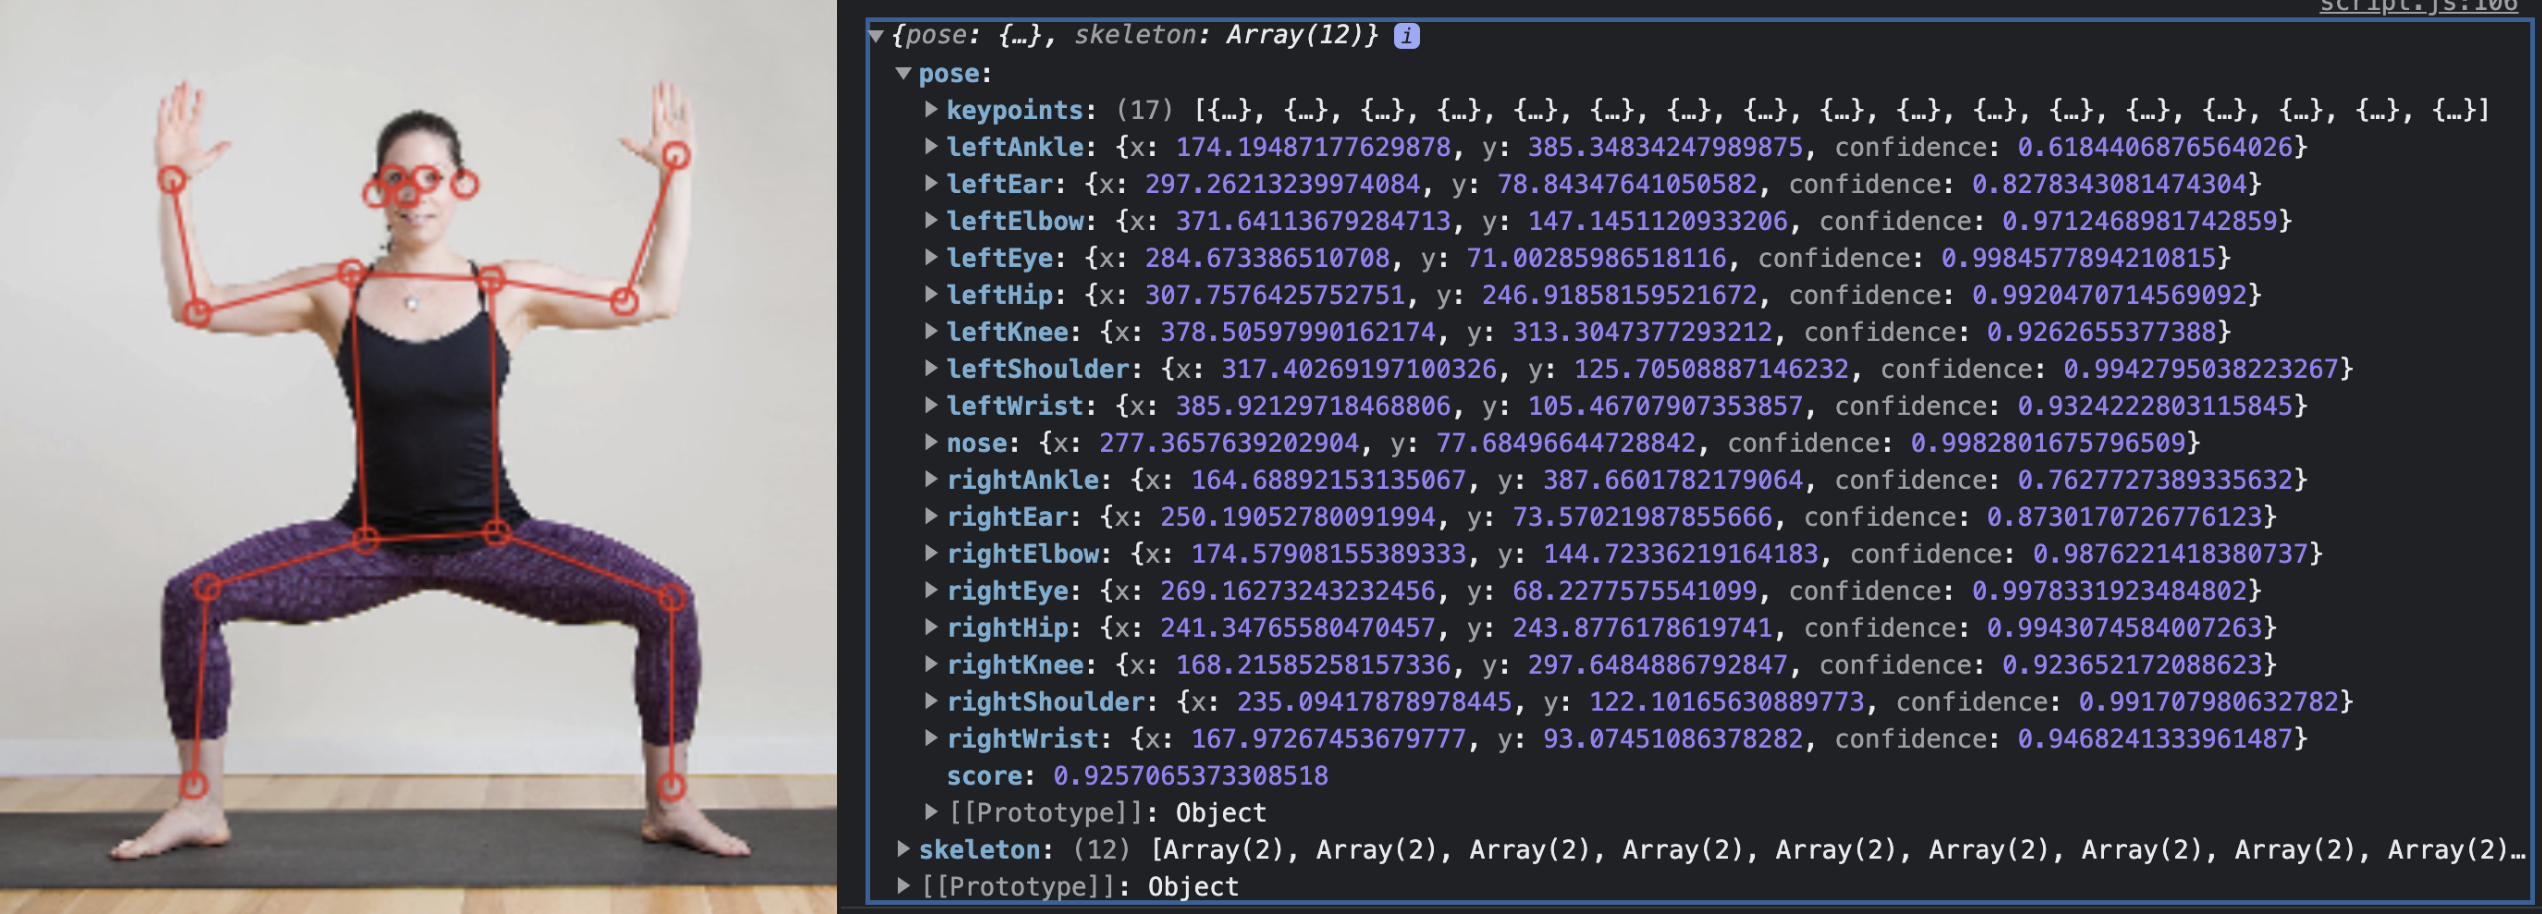 script.js:106
{pose: {…}, skeleton: Array(12)} i
pose:
keypoints: (17) [{…}, {…}, {…}, {…}, {…}, {…}, {…}, {…}, {…}, {…}, {…}, {…}, {…}, {…}, {…}, {…}, {…}]
leftAnkle: {x: 174.19487177629878, y: 385.34834247989875, confidence: 0.6184406876564026}
leftEar: {x: 297.26213239974084, y: 78.84347641050582, confidence: 0.8278343081474304}
leftElbow: {x: 371.64113679284713, y: 147.1451120933206, confidence: 0.9712468981742859}
leftEye: {x: 284.673386510708, y: 71.00285986518116, confidence: 0.9984577894210815}
leftHip: {x: 307.7576425752751, y: 246.91858159521672, confidence: 0.9920470714569092}
leftKnee: {x: 378.50597990162174, y: 313.3047377293212, confidence: 0.9262655377388}
leftShoulder: {x: 317.40269197100326, y: 125.70508887146232, confidence: 0.9942795038223267}
leftWrist: {x: 385.92129718468806, y: 105.46707907353857, confidence: 0.9324222803115845}
nose: {x: 277.3657639202904, y: 77.68496644728842, confidence: 0.9982801675796509}
rightAnkle: {x: 164.68892153135067, y: 387.6601782179064, confidence: 0.7627727389335632}
rightEar: {x: 250.19052780091994, y: 73.57021987855666, confidence: 0.8730170726776123}
rightElbow: {x: 174.57908155389333, y: 144.72336219164183, confidence: 0.9876221418380737}
rightEye: {x: 269.16273243232456, y: 68.2277575541099, confidence: 0.9978331923484802}
rightHip: {x: 241.34765580470457, y: 243.8776178619741, confidence: 0.9943074584007263}
rightKnee: {x: 168.21585258157336, y: 297.6484886792847, confidence: 0.923652172088623}
rightShoulder: {x: 235.09417878978445, y: 122.10165630889773, confidence: 0.991707980632782}
rightWrist: {x: 167.97267453679777, y: 93.07451086378282, confidence: 0.9468241333961487}
score: 0.9257065373308518
[[Prototype]]: Object
skeleton: (12) [Array(2), Array(2), Array(2), Array(2), Array(2), Array(2), Array(2), Array(2), Array(2)…
[[Prototype]]: Object